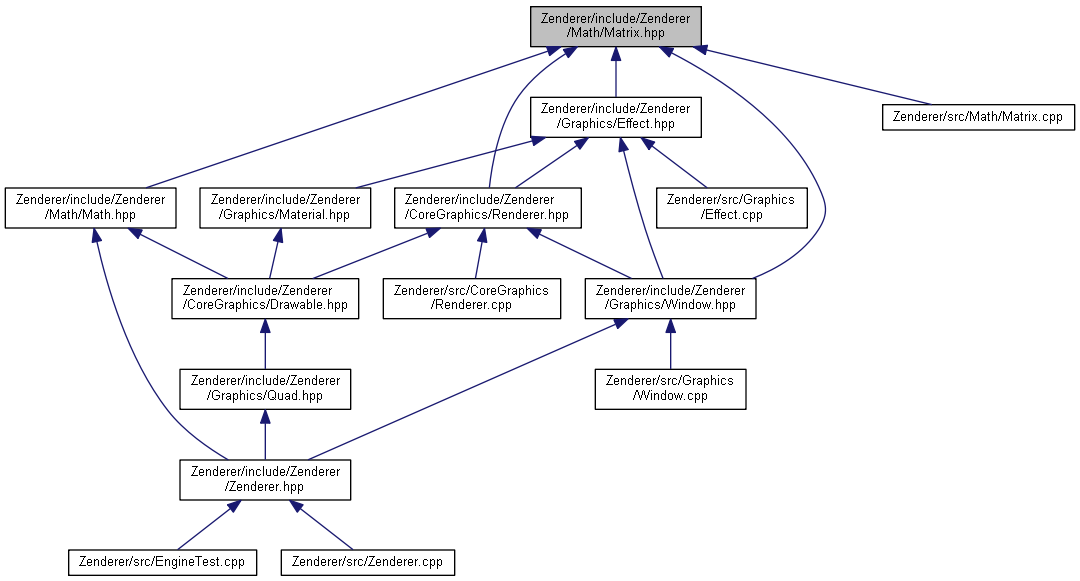 Zenderer/include/Zenderer
/Math/Matrix.hpp
Zenderer/include/Zenderer
/Graphics/Effect.hpp
Zenderer/src/Math/Matrix.cpp
Zenderer/include/Zenderer
/Math/Math.hpp
Zenderer/include/Zenderer
/Graphics/Material.hpp
Zenderer/include/Zenderer
/CoreGraphics/Renderer.hpp
Zenderer/src/Graphics
/Effect.cpp
Zenderer/include/Zenderer
/CoreGraphics/Drawable.hpp
Zenderer/src/CoreGraphics
/Renderer.cpp
Zenderer/include/Zenderer
/Graphics/Window.hpp
Zenderer/include/Zenderer
/Graphics/Quad.hpp
Zenderer/src/Graphics
/Window.cpp
Zenderer/include/Zenderer
/Zenderer.hpp
Zenderer/src/EngineTest.cpp
Zenderer/src/Zenderer.cpp